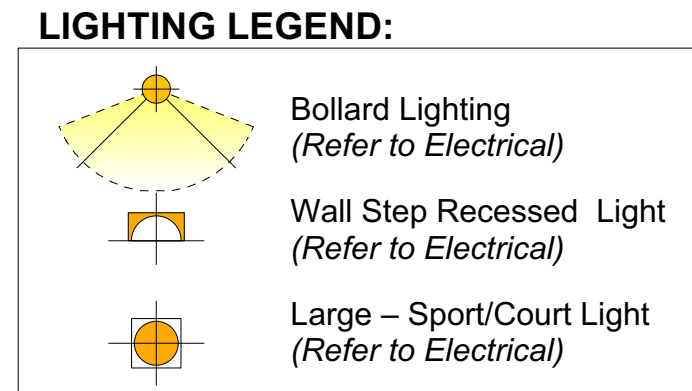 LIGHTING LEGEND:
Bollard Lighting
(Refer to Electrical)
Wall Step Recessed Light
(Refer to Electrical)
Large – Sport/Court Light
(Refer to Electrical)